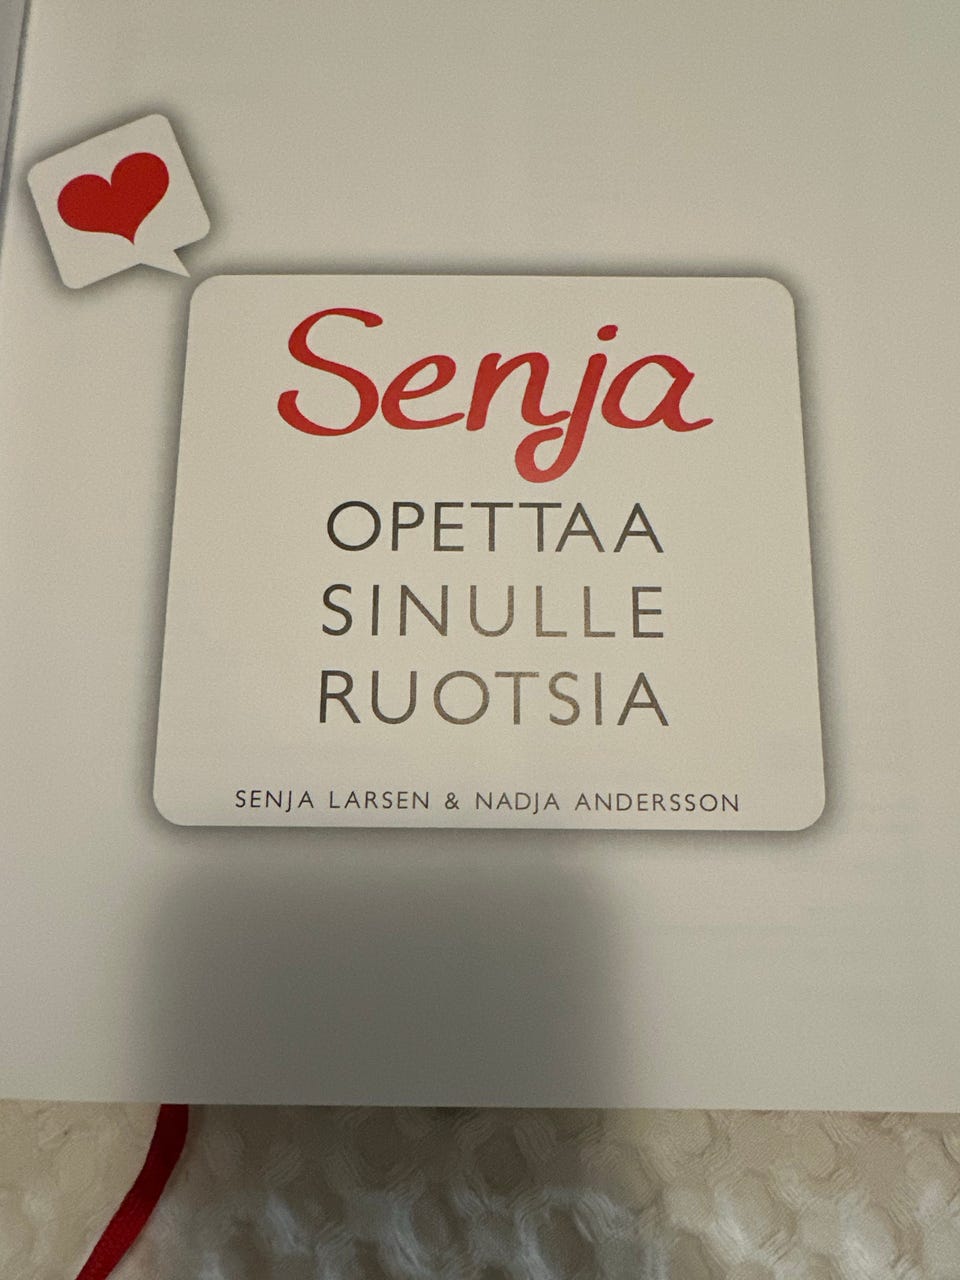 Senja
OPETTAA
SINULLE
RUOTSIA
SENJA LARSEN & NADJA ANDERSSON